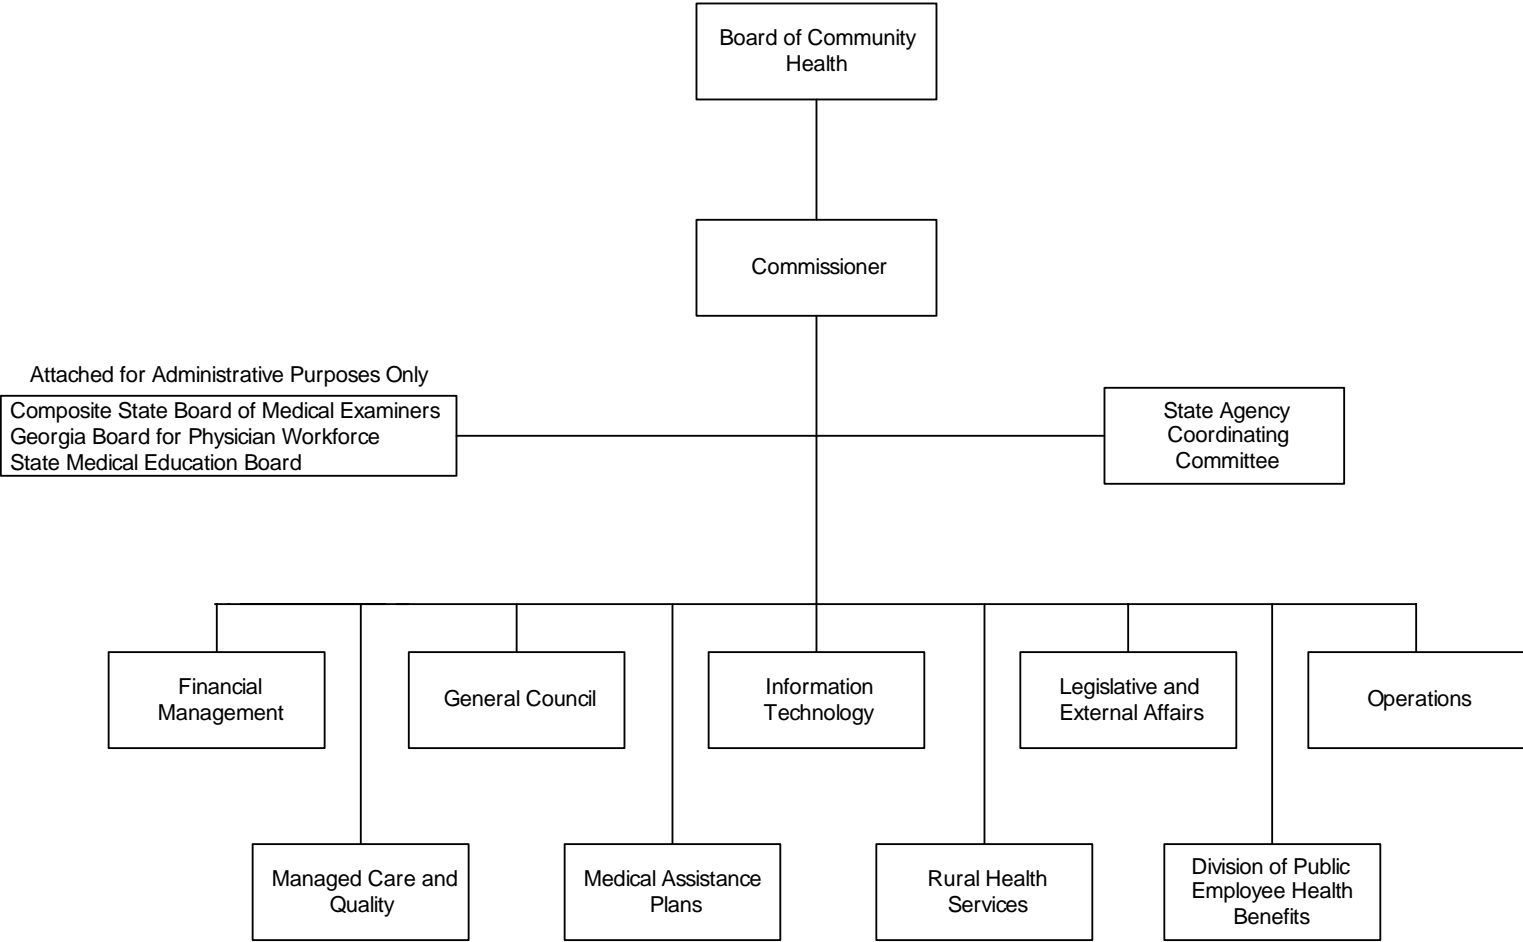 Board of Community
Health
Commissioner
Attached for Administrative Purposes Only
Composite State Board of Medical Examiners
Georgia Board for Physician Workforce
State Medical Education Board
State Agency
Coordinating
Committee
Financial
Management
General Council
Information
Technology
Legislative and
External Affairs
Operations
Managed Care and
Quality
Medical Assistance
Plans
Rural Health
Services
Division of Public
Employee Health
Benefits